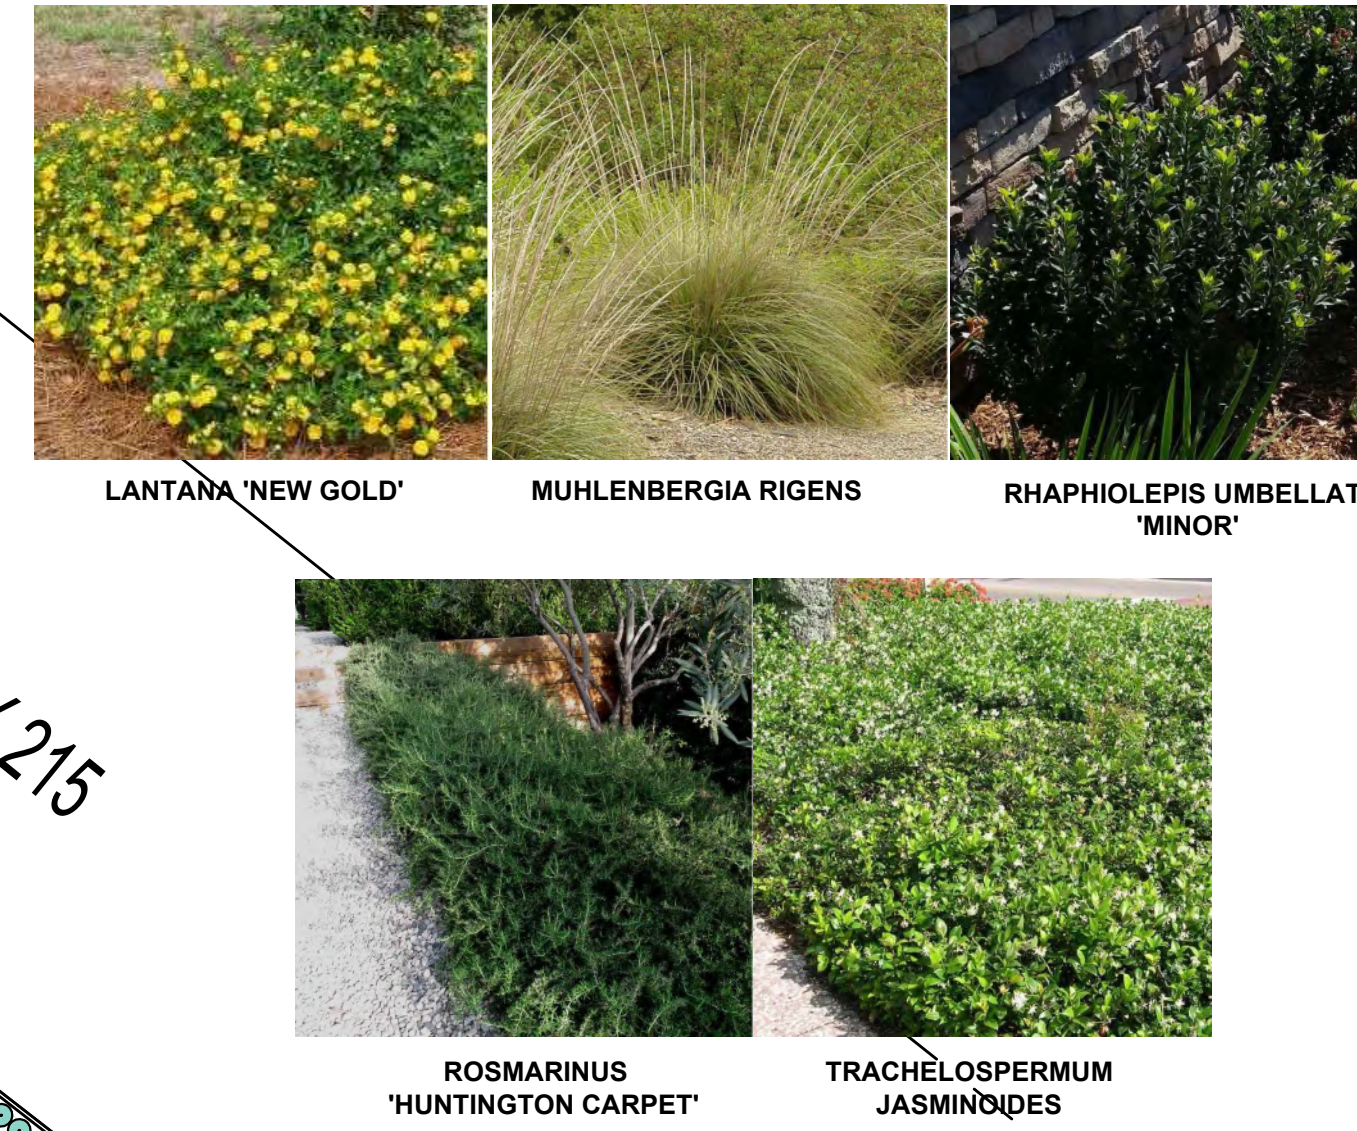 LANTANA 'NEW GOLD'
MUHLENBERGIA RIGENS
RHAPHIOLEPIS UMBELLAT
'MINOR'
215
ROSMARINUS
'HUNTINGTON CARPET'
TRACHELOSPERMUM
JASMINOIDES